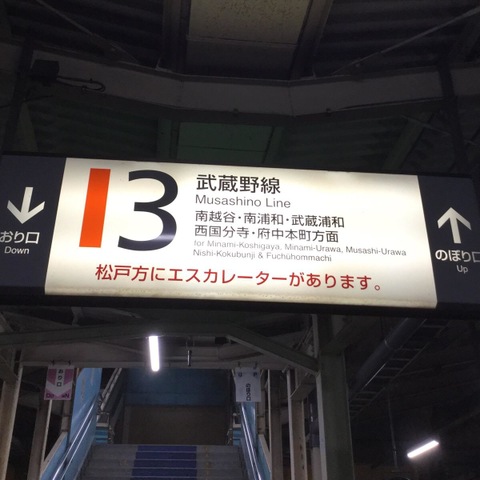 3
武蔵野線
Musashino Line
南越谷・南浦和・武蔵浦和
西国分寺・府中本町方面
for Minami-Koshigaya, Minami-Urawa, Musashi-Urawa
Nishi-Kokubunji & Fuchūhommachi
松戸方にエスカレーターがあります。
おり口
Down
のぼり口
Up